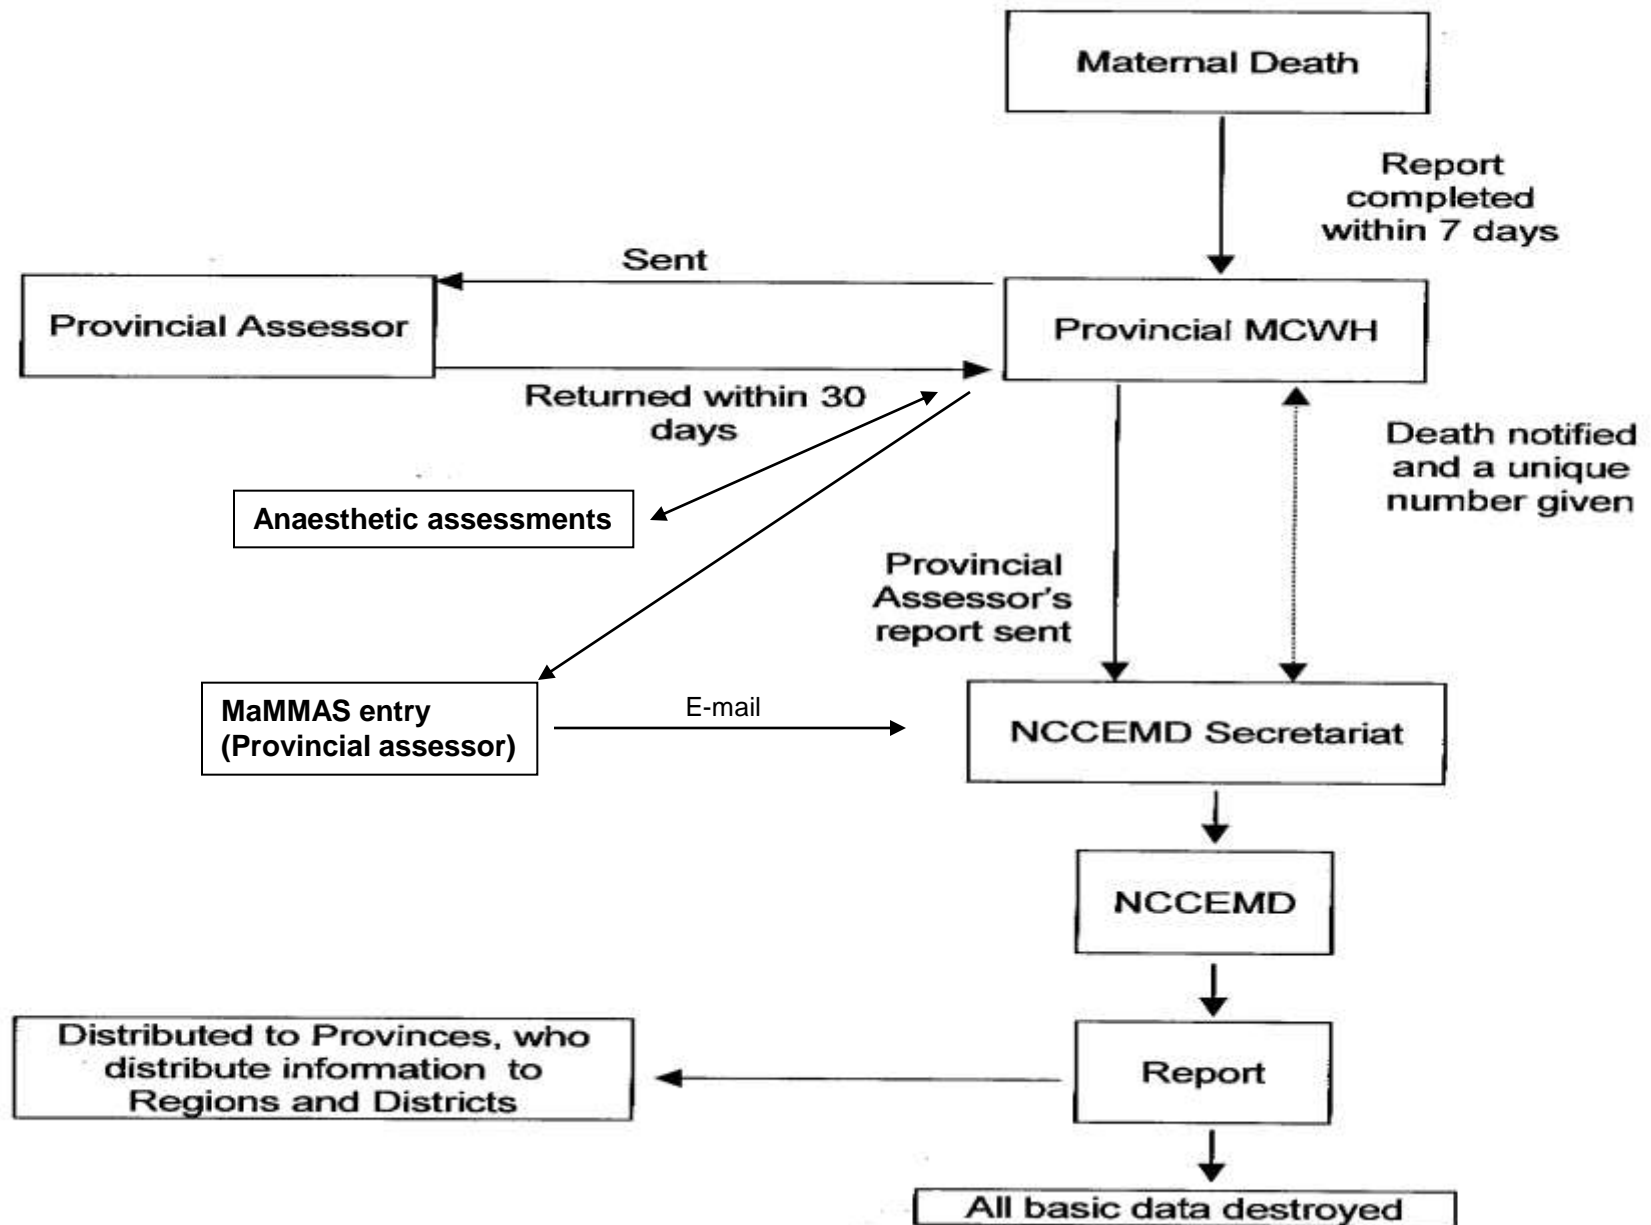 Maternal Death
Report
completed
within 7 days
Sent
Provincial Assessor
Provincial MCWH
Returned within 30
days
Death notified
and a unique
number given
Anaesthetic assessments
Provincial
Assessor's
report sent
MaMMAS entry
(Provincial assessor)
E-mail
NCCEMD Secretariat
NCCEMD
Distributed to Provinces, who
distribute information to
Regions and Districts
Report
All basic data destroyed